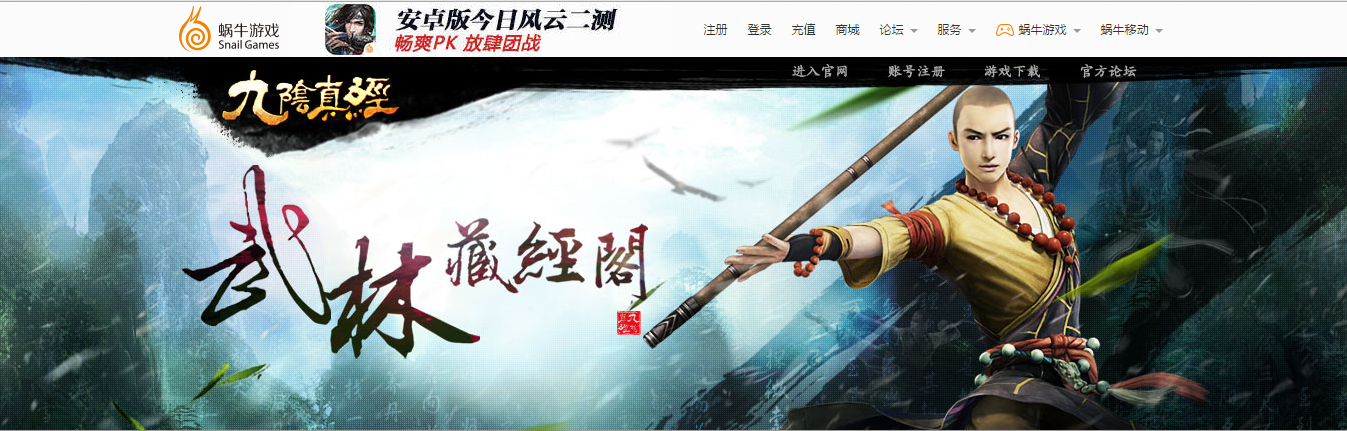 蜗牛游戏
Snail Games
安卓版今日风云二测
畅爽PK 放肆团战
注册 登录 充值 商城 论坛 服务 蜗牛游戏 蜗牛移动
进入官网 账号注册 游戏下载 官方论坛
九陰真經
武林藏經閣